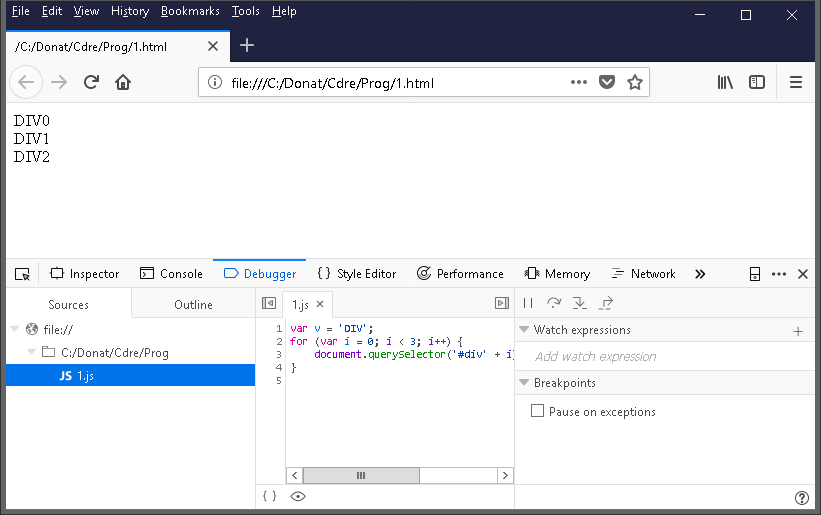 File Edit View History Bookmarks Tools Help
/C:/Donat/Cdre/Prog/1.html
file:///C:/Donat/Cdre/Prog/1.html
DIV0
DIV1
DIV2
Inspector Console Debugger {} Style Editor Performance Memory Network
Sources Outline
1.js
file://
C:/Donat/Cdre/Prog
JS 1.js
1 var v = 'DIV';
2 for (var i = 0; i < 3; i++) {
3 document.querySelector('#div' + i)
4 }
5
{ }
Watch expressions
Add watch expression
Breakpoints
Pause on exceptions